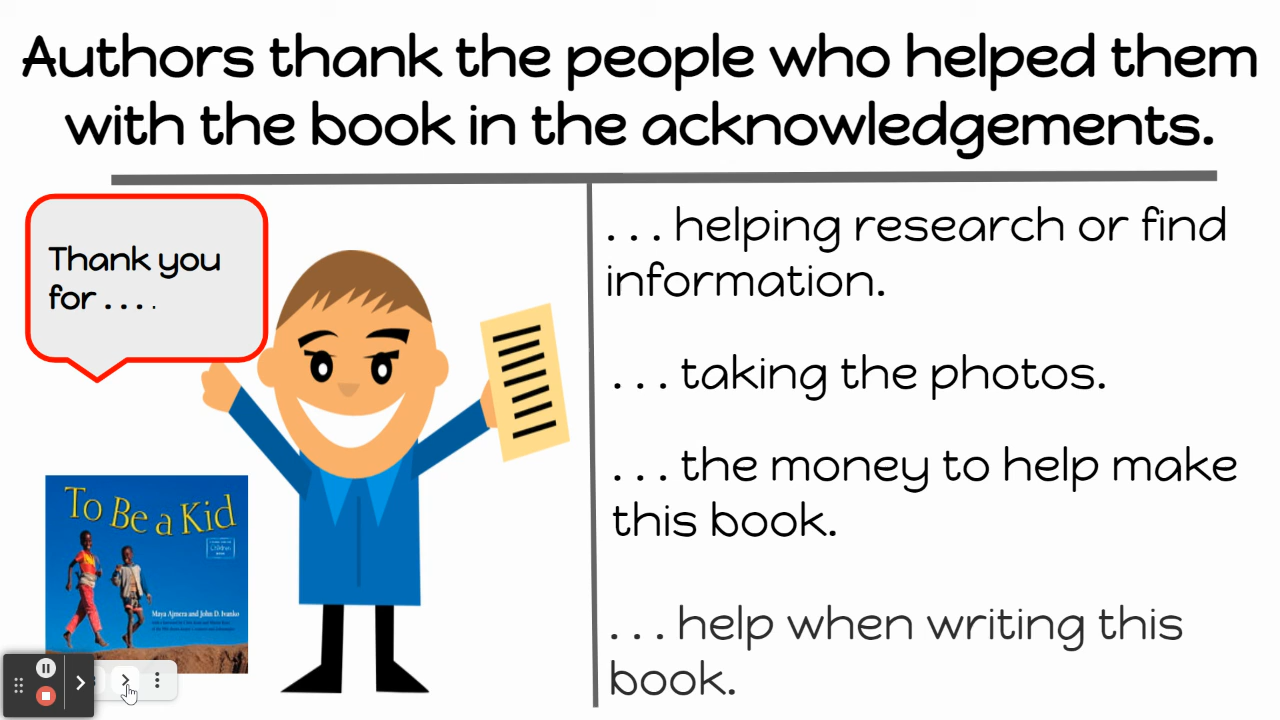 Authors thank the people who helped them
with the book in the acknowledgements.
Thank you
for . . . .
. . . helping research or find
information.
. . . taking the photos.
. . . the money to help make
this book.
. . . help when writing this
book.
To Be a Kid
Maya Ajmera and John D. Ivanko